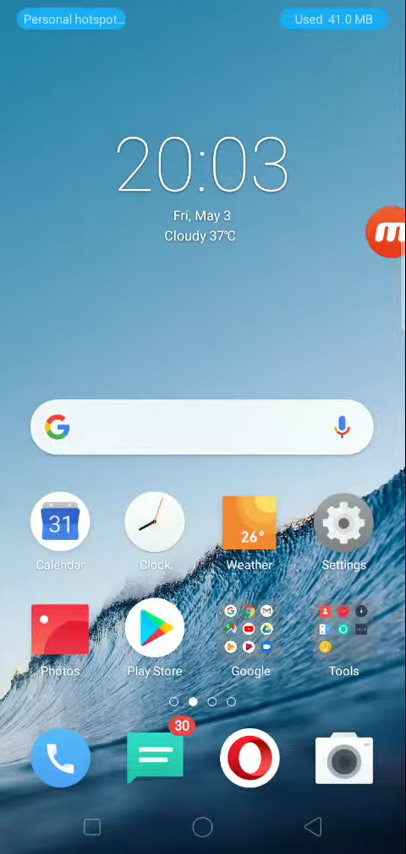 Personal hotspot...
Used 41.0 MB
20:03
Fri, May 3
Cloudy 37℃
31
26°
Calendar
Clock
Weather
Settings
Photos
Play Store
Google
Tools
30